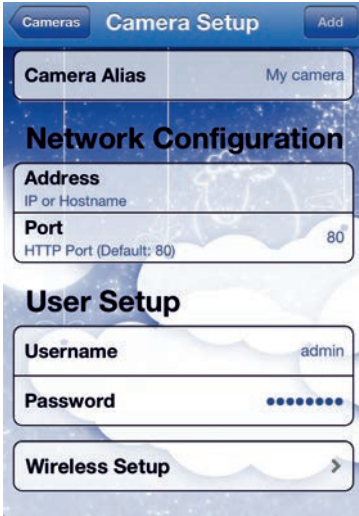 Cameras Camera Setup Add
Camera Alias My camera
Network Configuration
Address
IP or Hostname
Port 80
HTTP Port (Default: 80)
User Setup
Username admin
Password ●●●●●●●●
Wireless Setup >